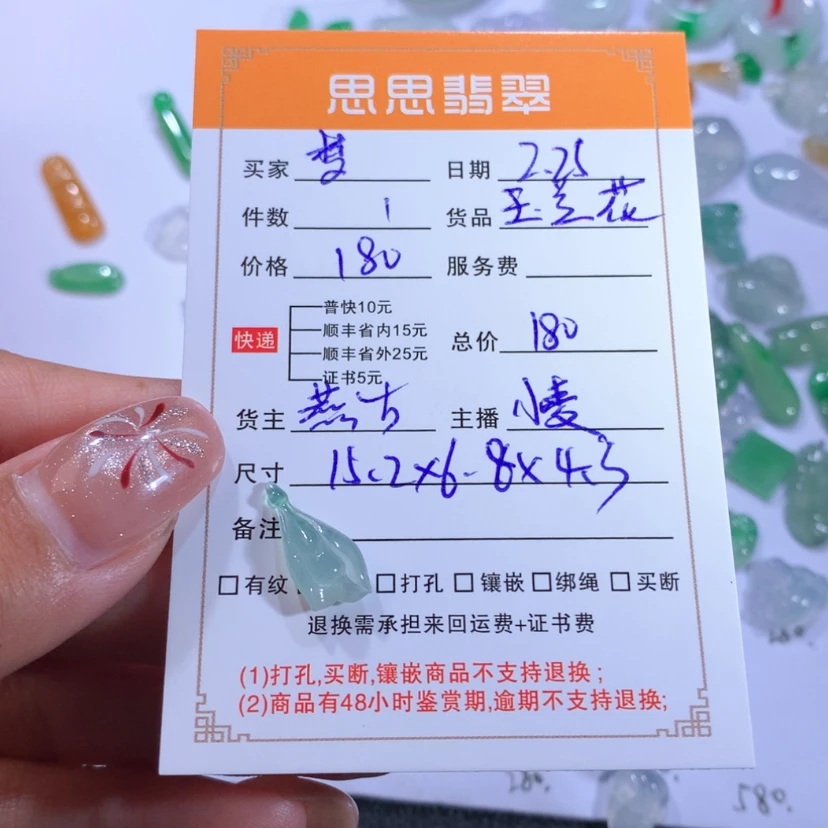 思思翡翠
买家 梦 日期 2.25
件数 1 货品 玉兰花
价格 180 服务费
普快10元
顺丰省内15元
快递 顺丰省外25元 总价 180
证书5元
货主 燕方 主播 小麦
尺寸 15.2×6.8×4.3
备注
□有纹 □打孔 □镶嵌 □绑绳 □买断
退换需承担来回运费+证书费
(1)打孔,买断,镶嵌商品不支持退换;
(2)商品有48小时鉴赏期,逾期不支持退换;